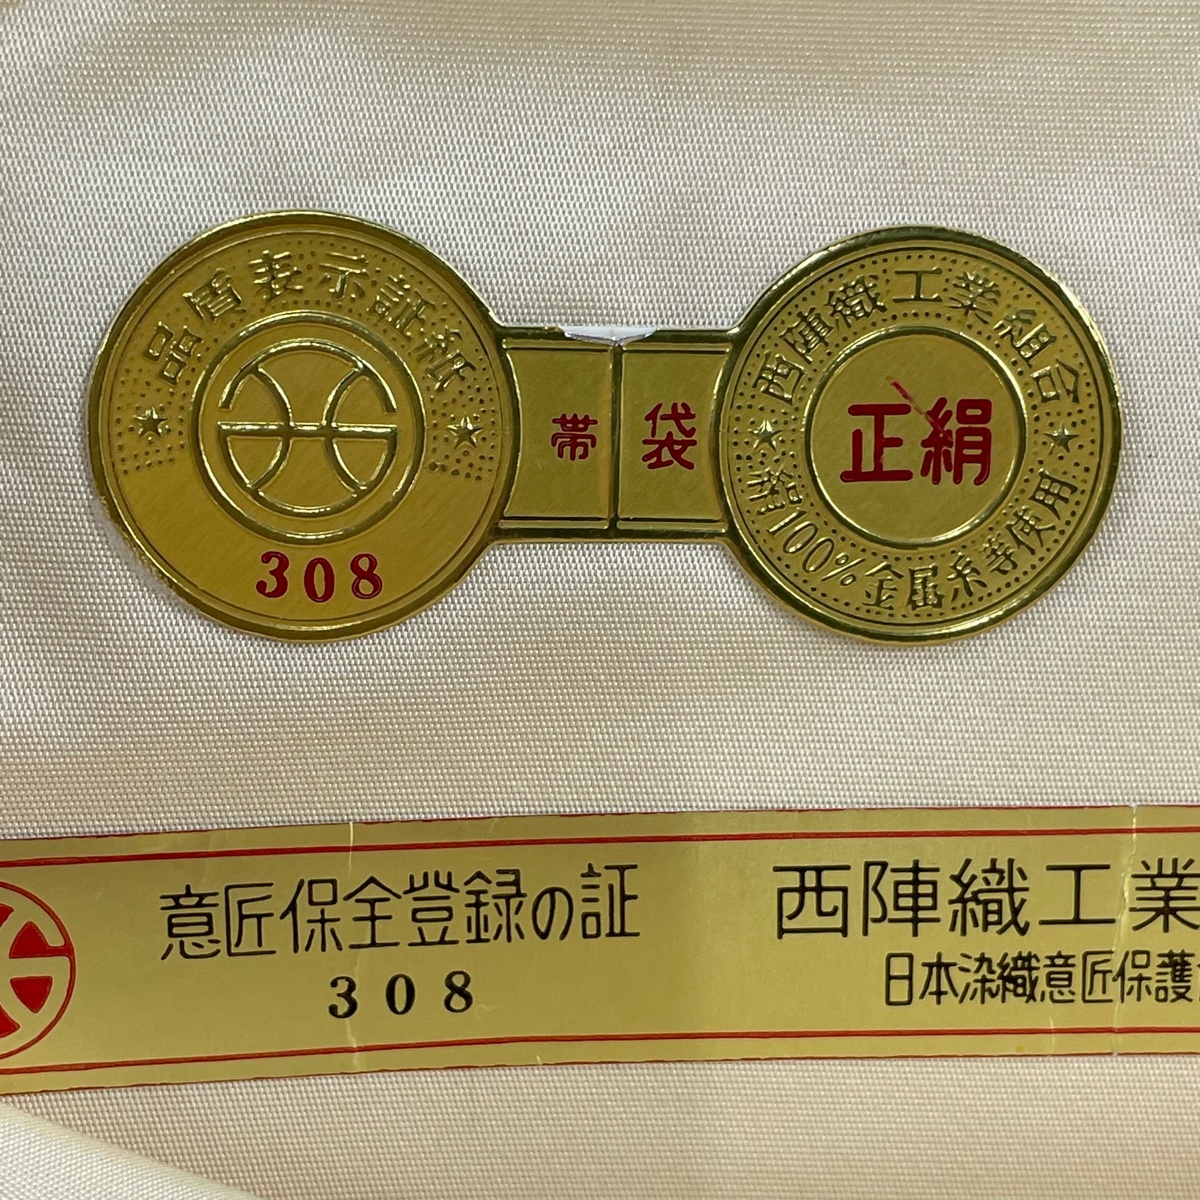 品質表示証紙
308
帯
袋
西陣織工業組合
正絹
絹100%金属糸等使用
意匠保全登録の証
308
西陣織工業
日本染織意匠保護